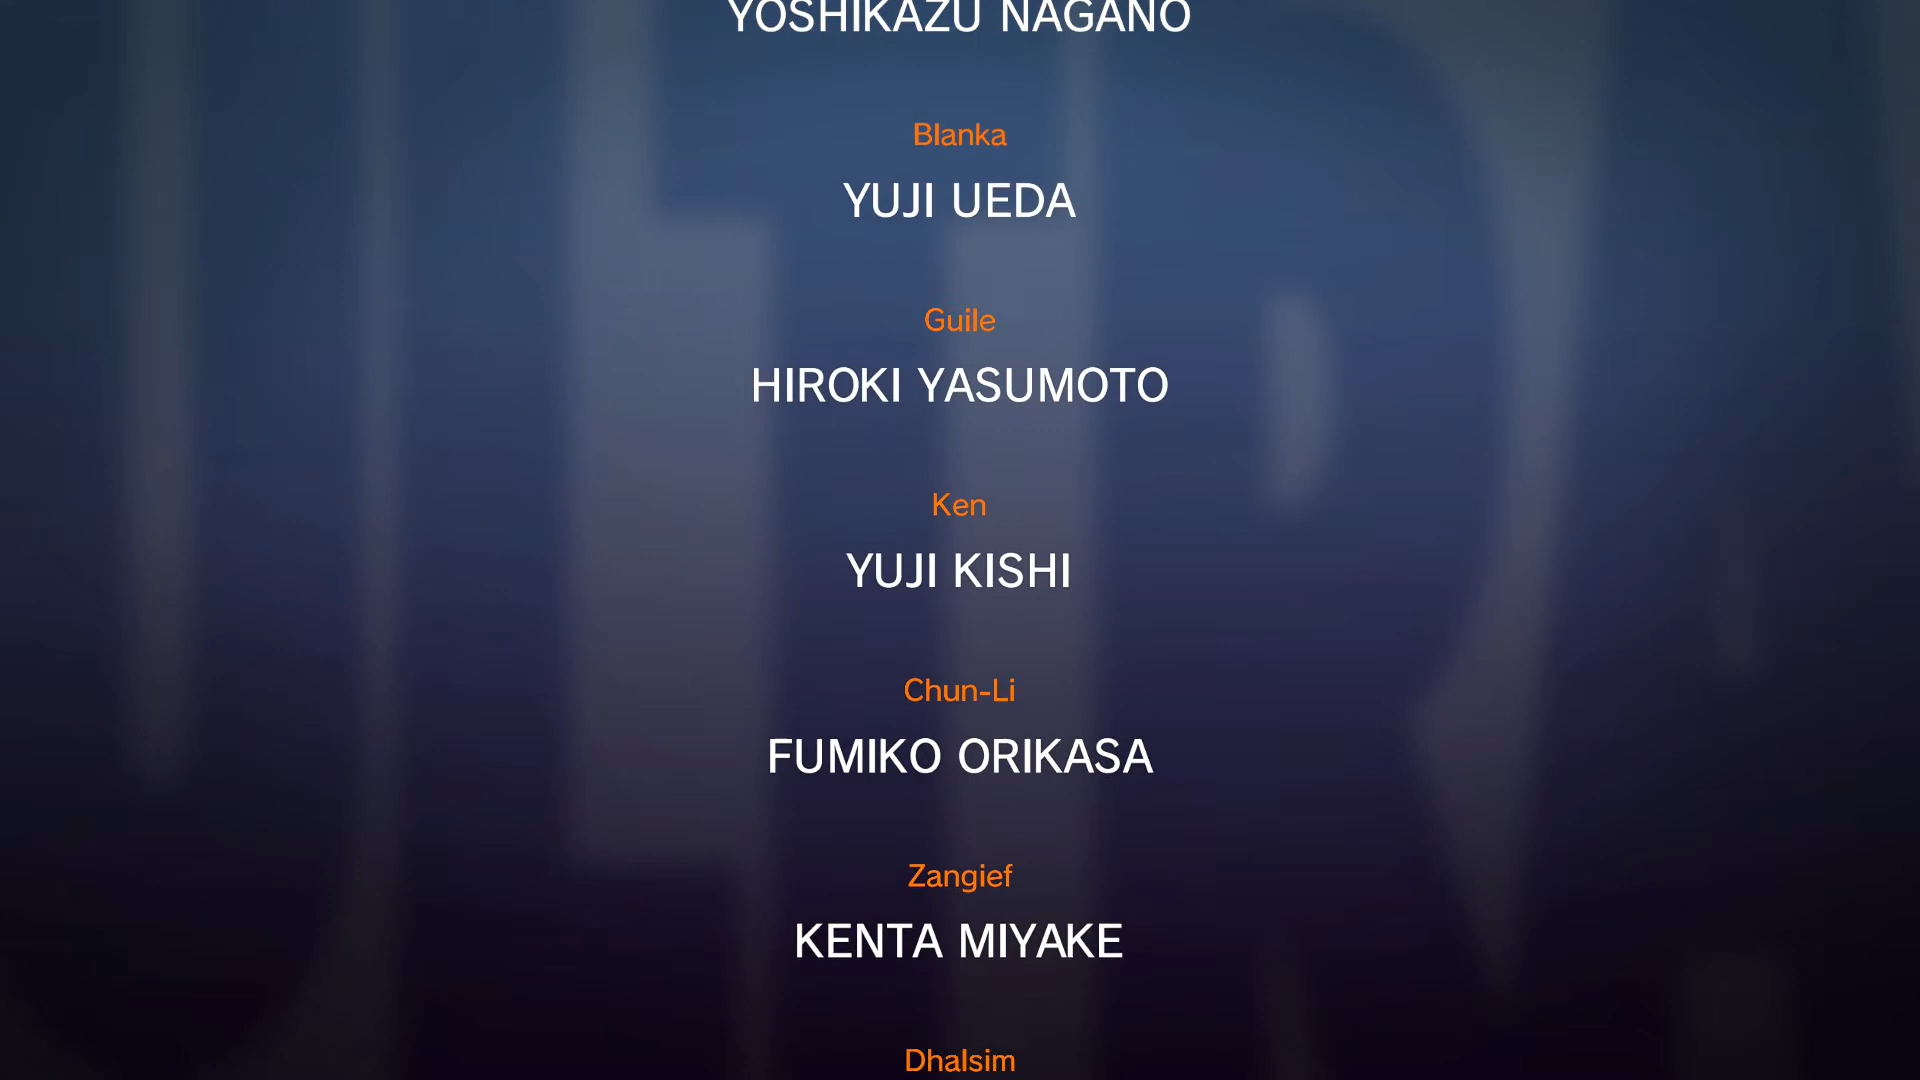 YOSHIKAZU NAGANO
Blanka
YUJI UEDA
Guile
HIROKI YASUMOTO
Ken
YUJI KISHI
Chun-Li
FUMIKO ORIKASA
Zangief
KENTA MIYAKE
Dhalsim